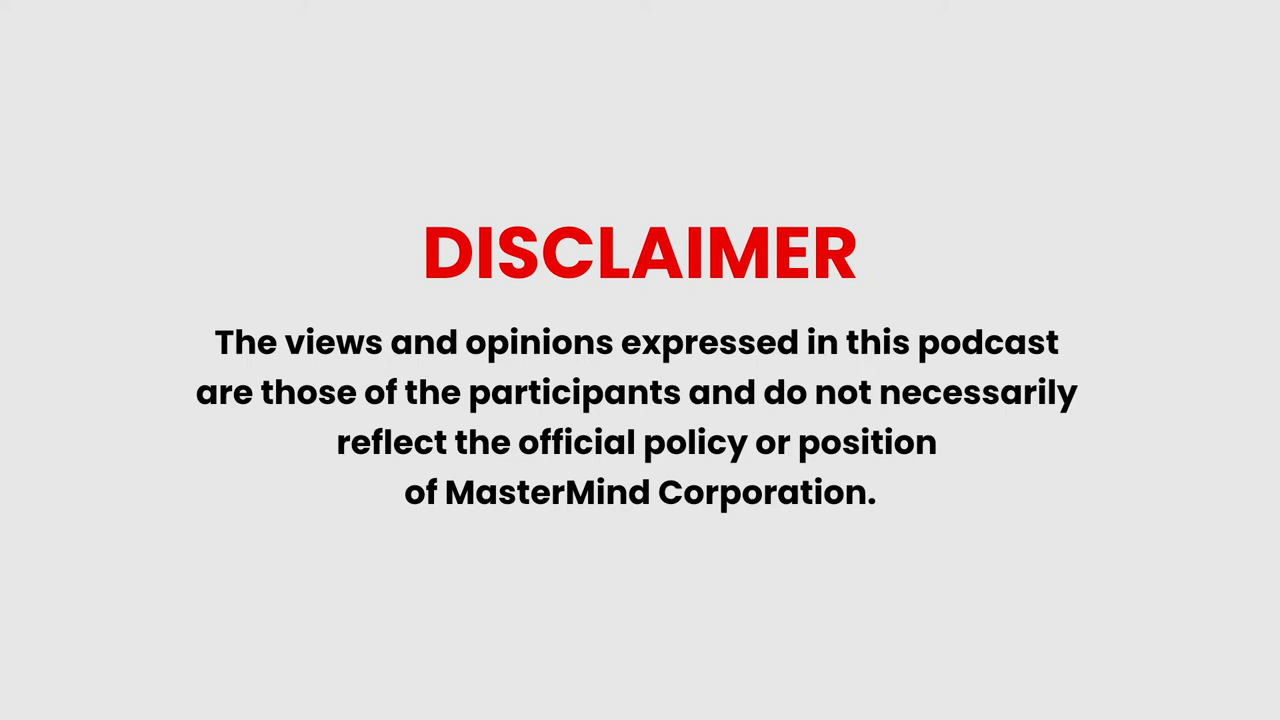 DISCLAIMER
The views and opinions expressed in this podcast
are those of the participants and do not necessarily
reflect the official policy or position
of MasterMind Corporation.